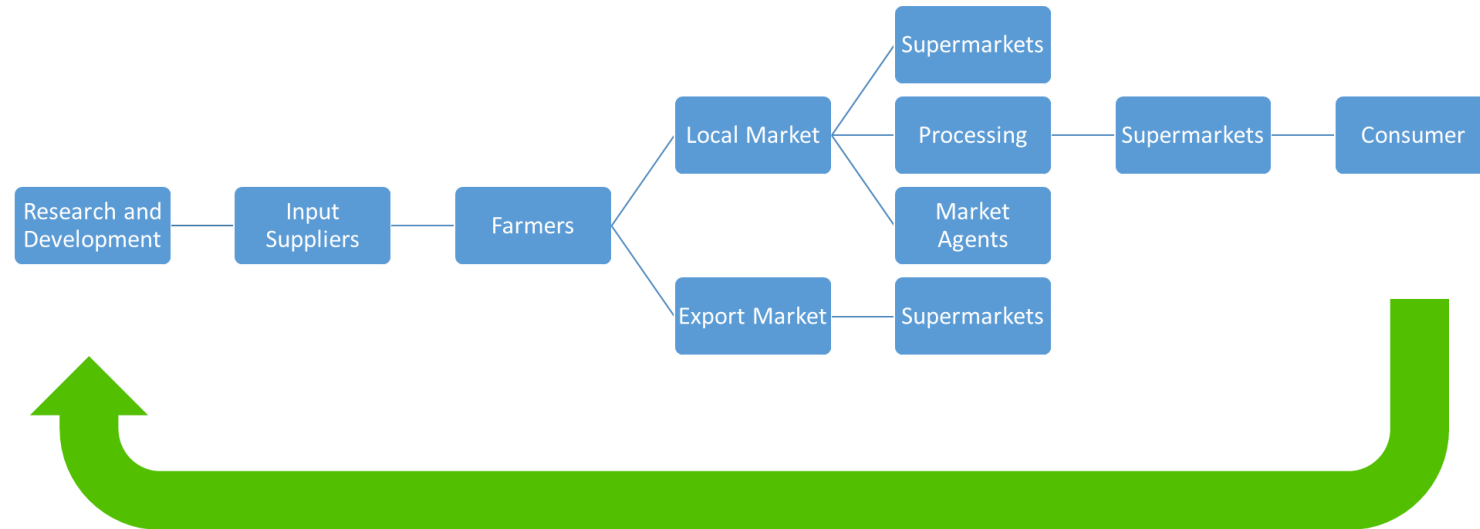 Supermarkets
Local Market
Processing
Supermarkets
Consumer
Research and
Development
Input
Suppliers
Farmers
Market
Agents
Export Market
Supermarkets